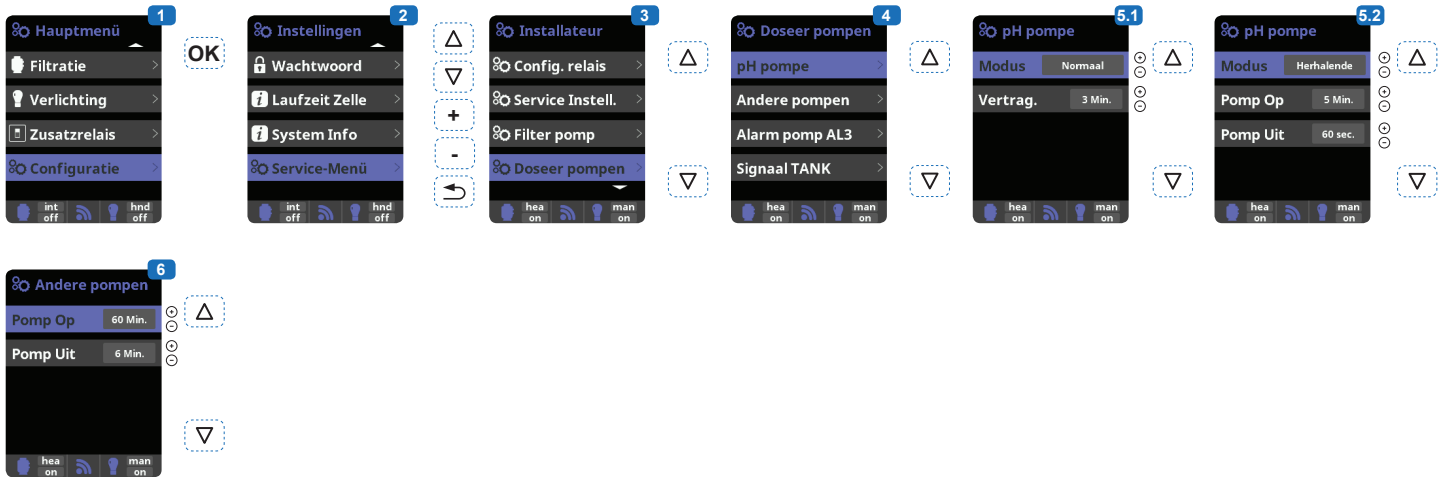 1
Hauptmenü
Filtratie
Verlichting
Zusatzrelais
Configuratie
int off
hnd off
OK
2
Instellingen
Wachtwoord
Laufzeit Zelle
System Info
Service-Menü
int off
hnd off
+
-
3
Installateur
Config. relais
Service Instell.
Filter pomp
Doseer pompen
hea on
man on
4
Doseer pompen
pH pompe
Andere pompen
Alarm pomp AL3
Signaal TANK
hea on
man on
5.1
pH pompe
Modus Normaal
Vertrag. 3 Min.
hea on
man on
5.2
pH pompe
Modus Herhalende
Pomp Op 5 Min.
Pomp Uit 60 sec.
hea on
man on
6
Andere pompen
Pomp Op 60 Min.
Pomp Uit 6 Min.
hea on
man on